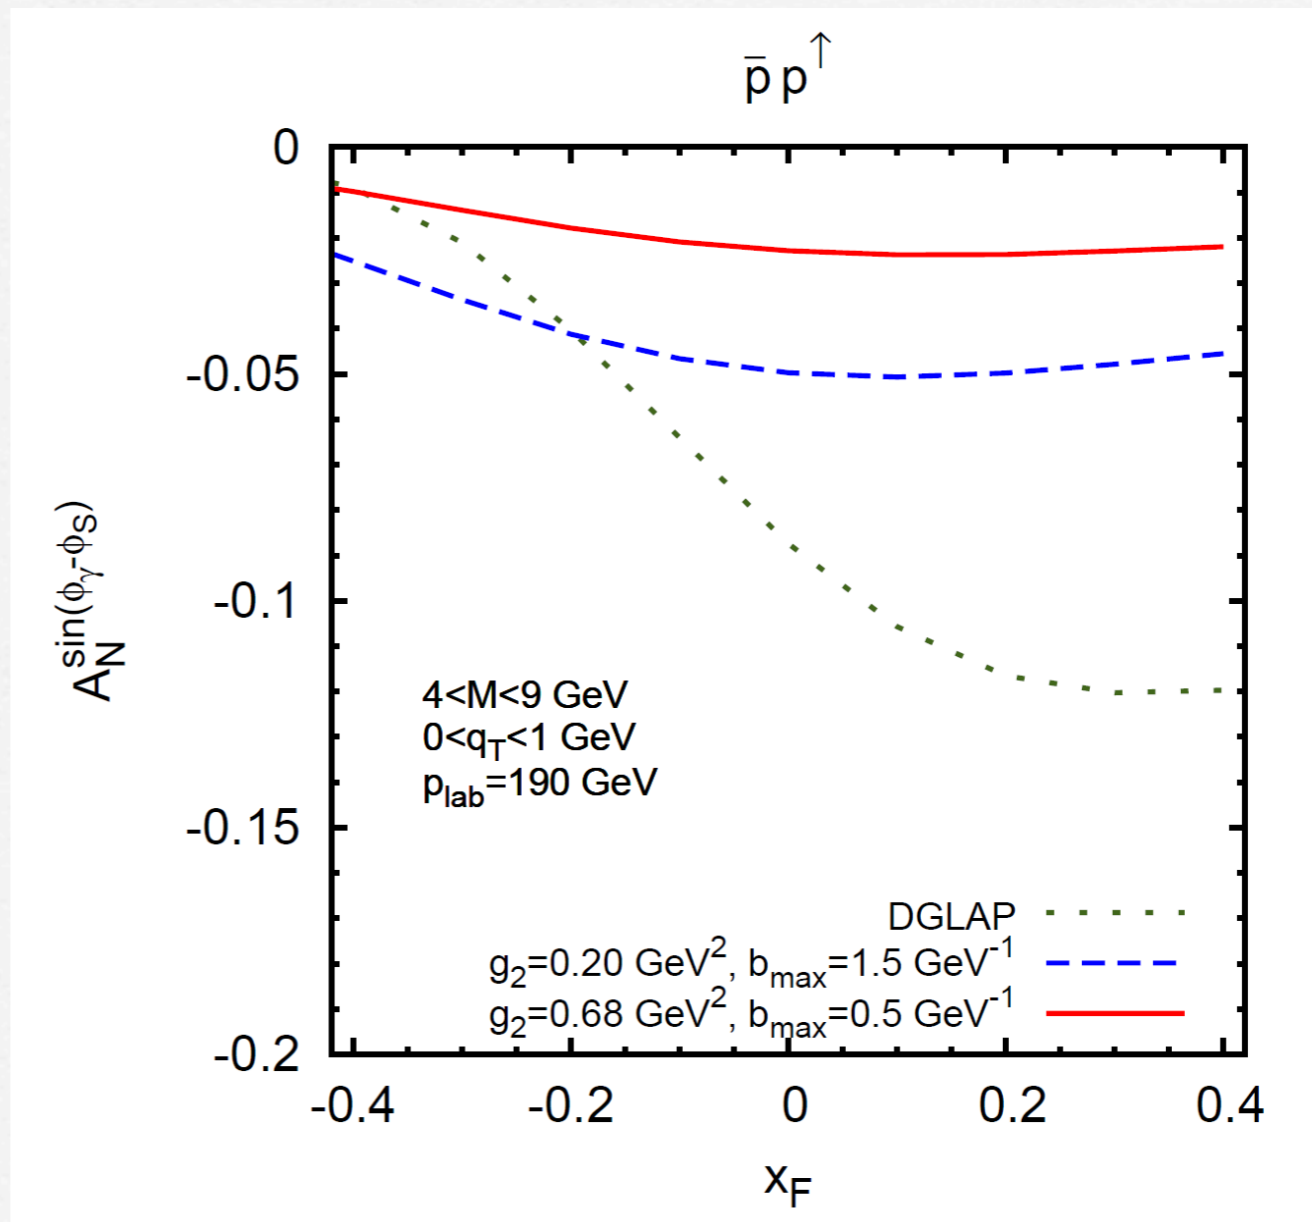 p̄ p↑
0
-0.05
-0.1
-0.15
-0.2
A_N^sin(ϕ_γ-ϕ_S)
4<M<9 GeV
0<q_T<1 GeV
p_lab=190 GeV
DGLAP
g_2=0.20 GeV^2, b_max=1.5 GeV^-1
g_2=0.68 GeV^2, b_max=0.5 GeV^-1
-0.4 -0.2 0 0.2 0.4
x_F